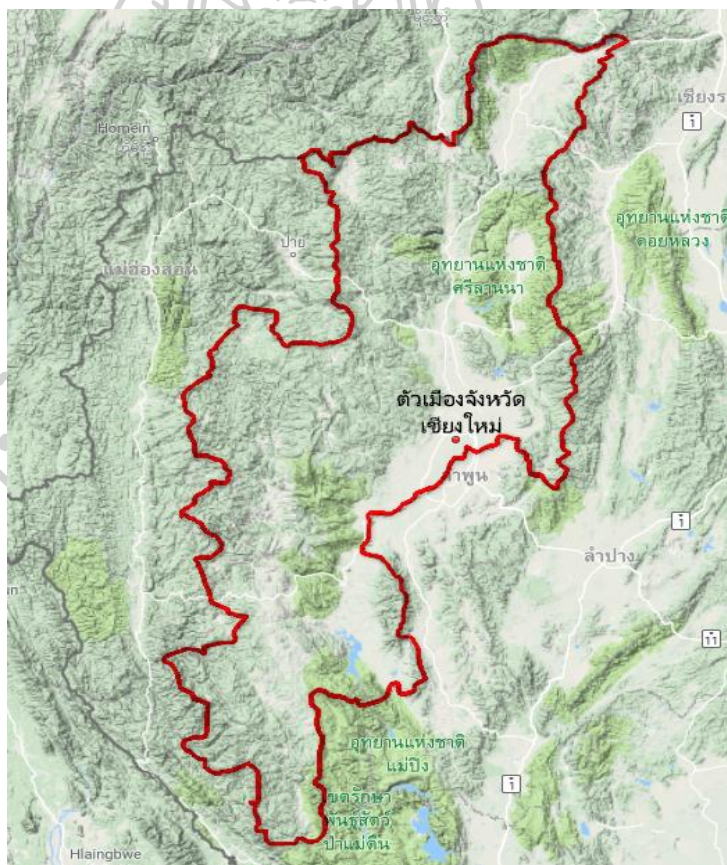 Homein
เชียงร
1
ปาย
แม่ฮ่องสอน
อุทยานแห่งชาติ
ดอยหลวง
อุทยานแห่งชาติ
ศรีลานนา
ตัวเมืองจังหวัด
เชียงใหม่
ลำพูน
1
ลำปาง
11
อุทยานแห่งชาติ
แม่ปิง
1
เขตรักษา
พันธุ์สัตว์
ป่าแม่ตื่น
Hlaingbwe